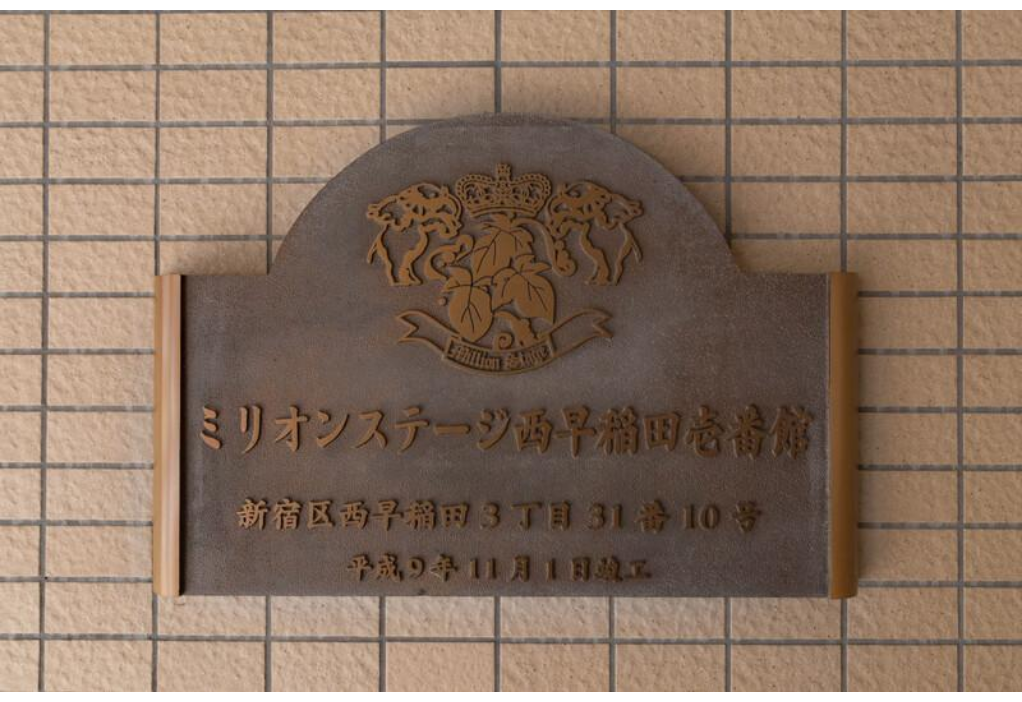 Million Stage
ミリオンステージ西早稲田壱番館
新宿区西早稲田3丁目31番10号
平成9年11月1日竣工